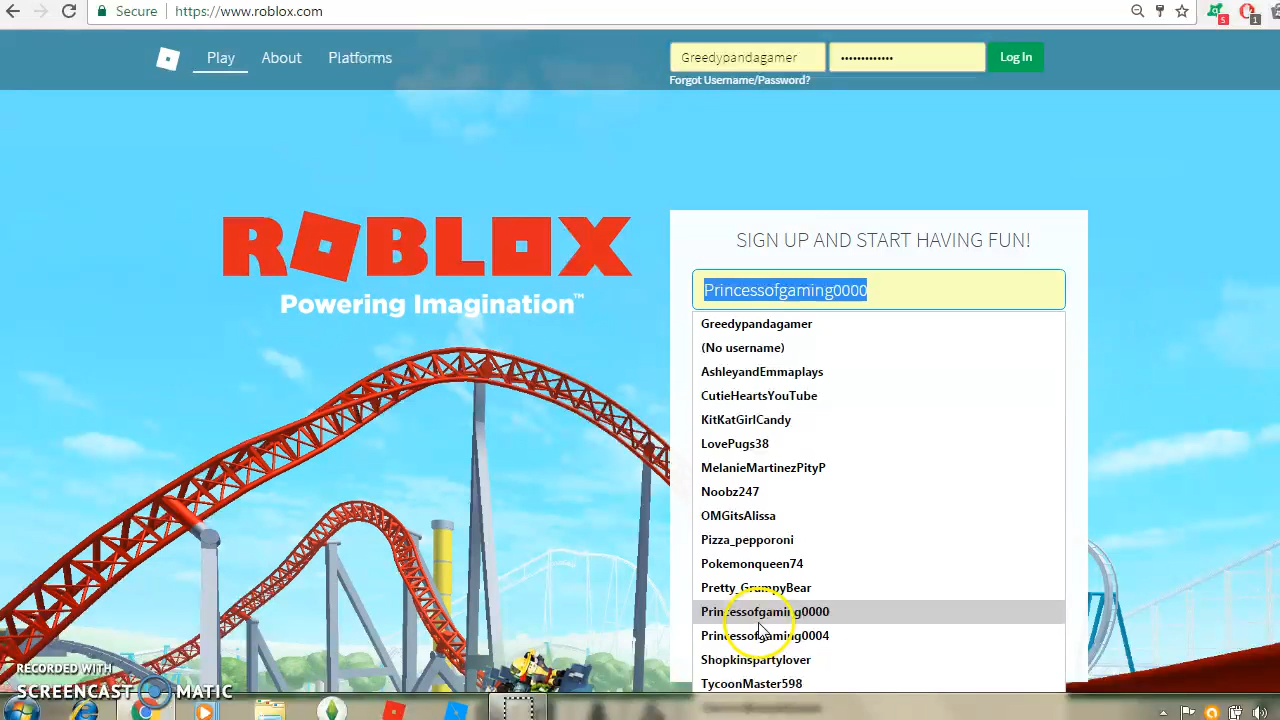 Secure https://www.roblox.com
5 1
Play About Platforms Greedypandagamer ••••••••••••• Log In
Forgot Username/Password?
ROBLOX
Powering Imagination™
SIGN UP AND START HAVING FUN!
Princessofgaming0000
Greedypandagamer
(No username)
AshleyandEmmaplays
CutieHeartsYouTube
KitKatGirlCandy
LovePugs38
MelanieMartinezPityP
Noobz247
OMGitsAlissa
Pizza_pepporoni
Pokemonqueen74
Pretty_GrumpyBear
Princessofgaming0000
Princessofgaming0004
Shopkinspartylover
TycoonMaster598
RECORDED WITH
SCREENCAST MATIC